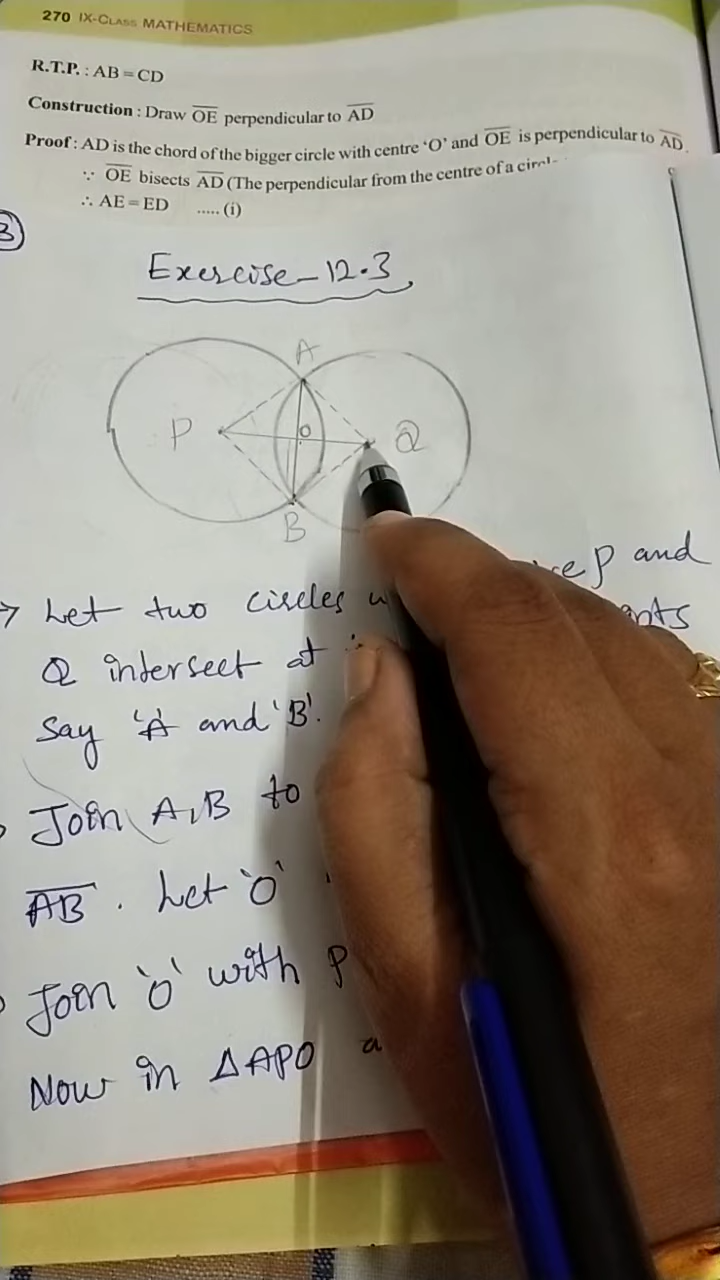 270 IX-CLASS MATHEMATICS
R.T.P. : AB = CD
Construction : Draw OE perpendicular to AD
Proof : AD is the chord of the bigger circle with centre 'O' and OE is perpendicular to AD.
∵ OE bisects AD (The perpendicular from the centre of a
∴ AE = ED ..... (i)
3
Exercise-12.3
A
P O Q
B
→ Let two circles P and
Q intersect at
say 'A' and 'B'.
Join A,B to
AB. Let 'O'
Join 'O' with P
Now in ΔAPO